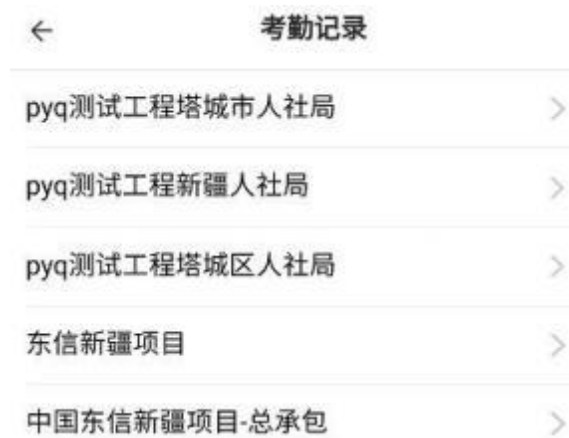 考勤记录
pyq测试工程塔城市人社局
pyq测试工程新疆人社局
pyq测试工程塔城区人社局
东信新疆项目
中国东信新疆项目-总承包